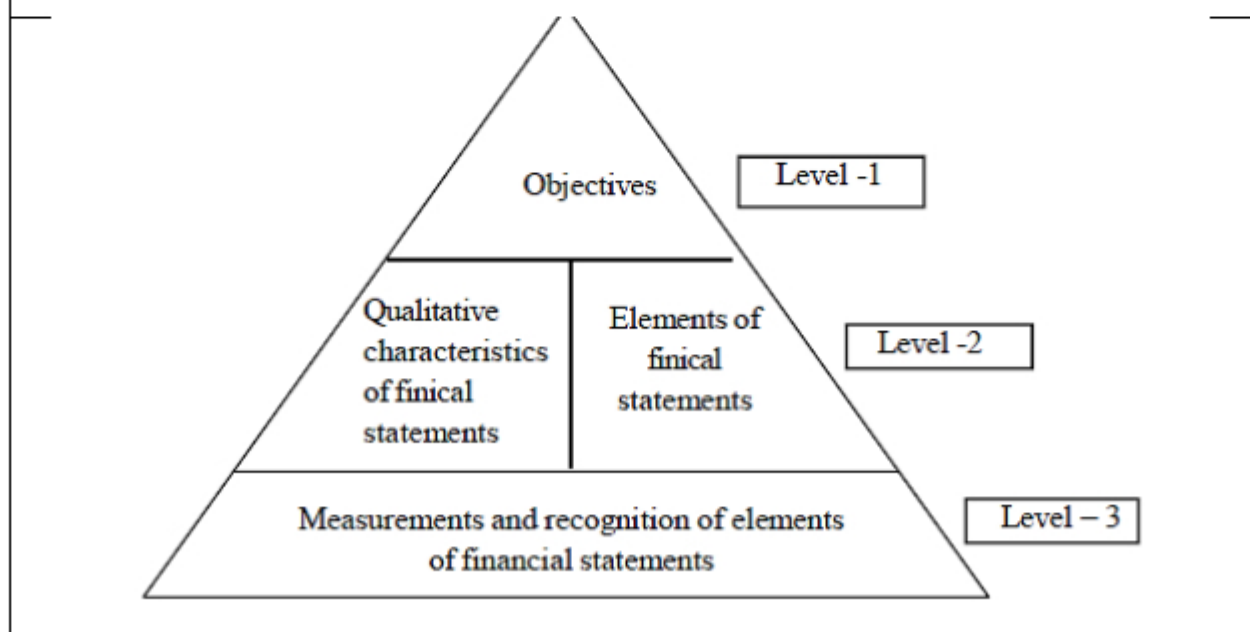 Objectives
Level -1
Qualitative
characteristics
of finical
statements
Elements of
finical
statements
Level -2
Measurements and recognition of elements
of financial statements
Level – 3